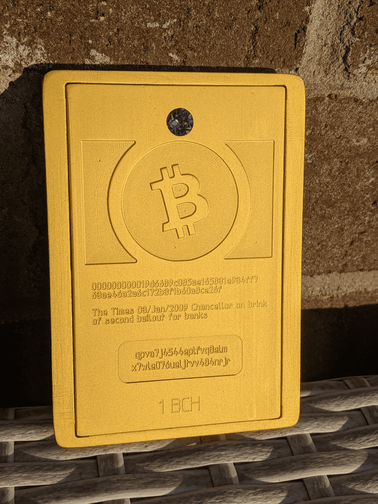 000000000019d6689c085ae165831e934ff7
63ae46a2a6c172b3f1b60a8ce26f
The Times 03/Jan/2009 Chancellor on brink
of second bailout for banks
1 BCH